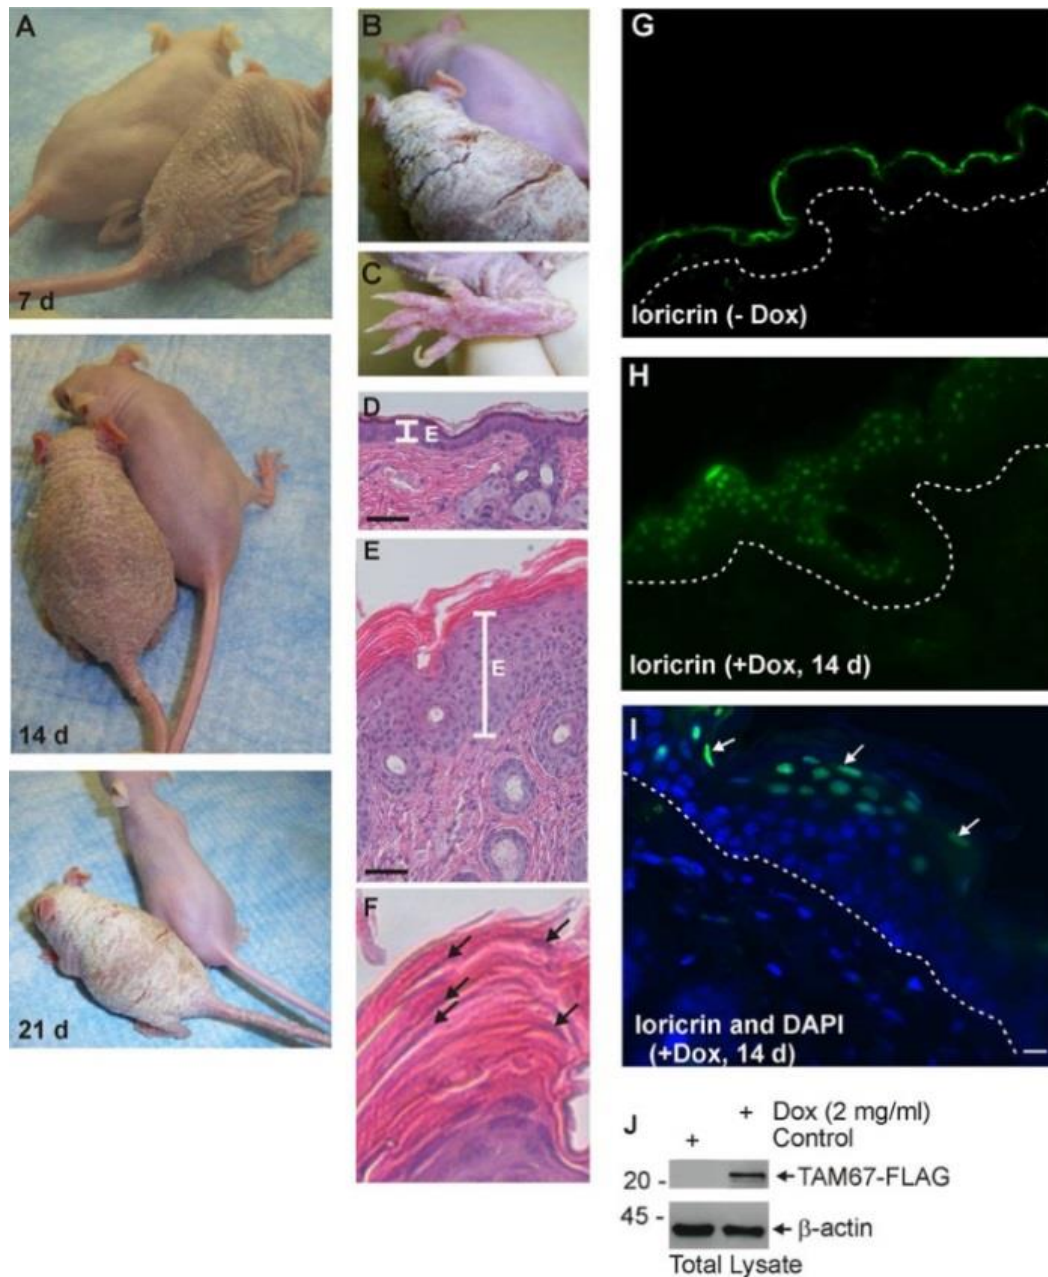 A
7 d
14 d
21 d
B
C
D
E
E
E
F
G
loricrin (- Dox)
H
loricrin (+Dox, 14 d)
I
loricrin and DAPI
(+Dox, 14 d)
J
+ Dox (2 mg/ml)
+ Control
20 - TAM67-FLAG
45 - β-actin
Total Lysate